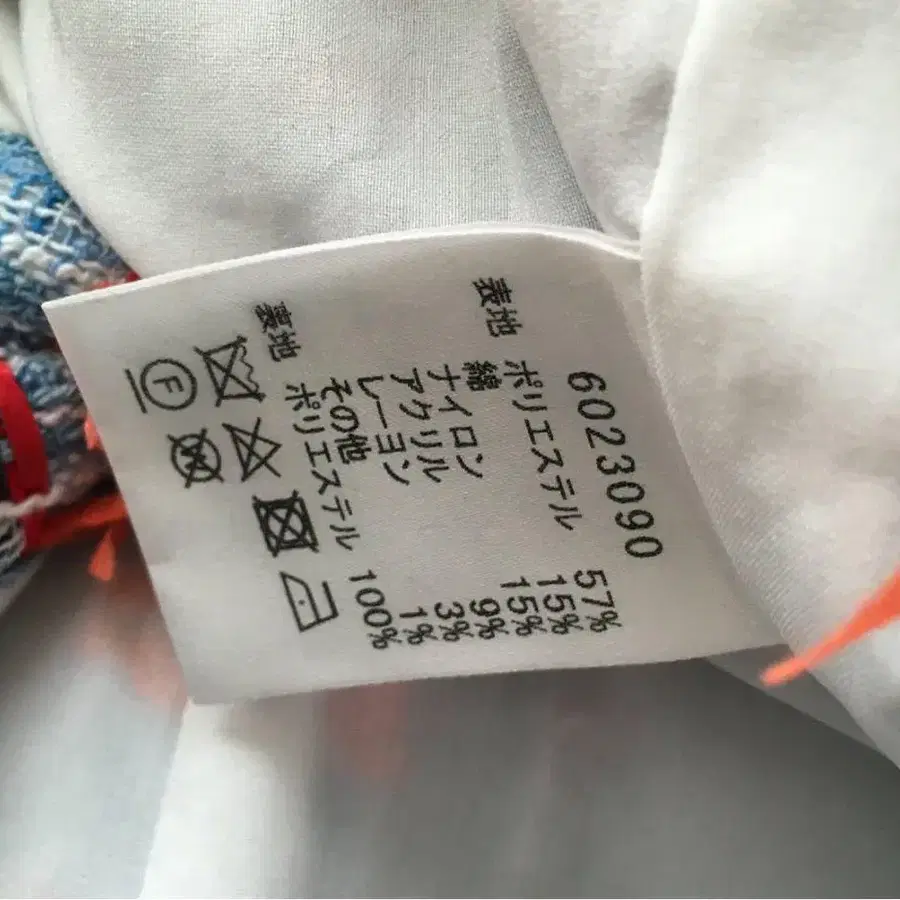 6023090
表地 ポリエステル 57%
綿 15%
ナイロン 15%
アクリル 9%
レーヨン 3%
その他 1%
裏地 ポリエステル 100%
F